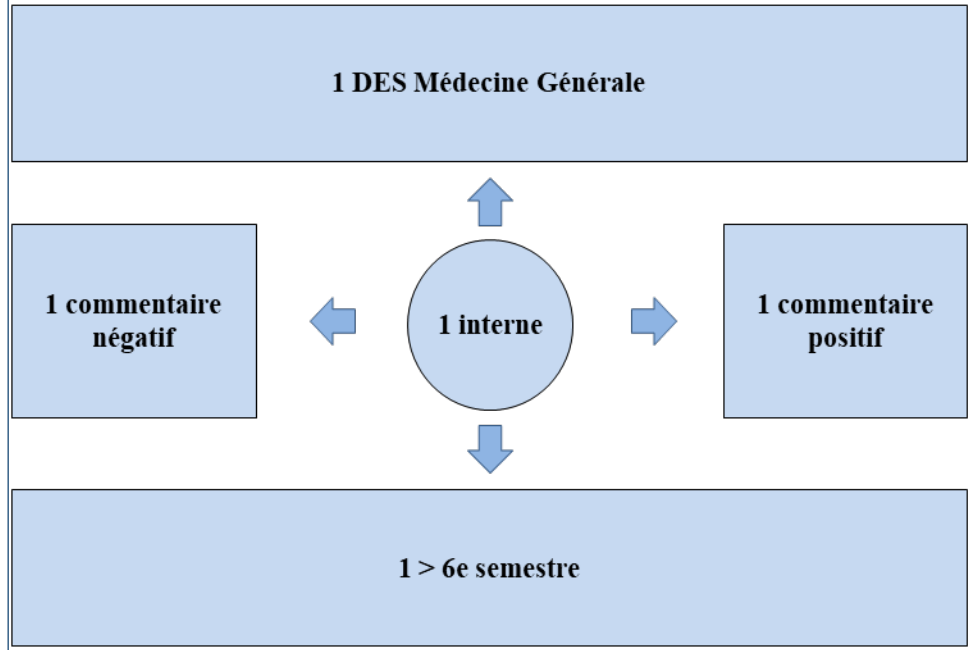 1 DES Médecine Générale
1 commentaire
négatif
1 interne
1 commentaire
positif
1 > 6e semestre